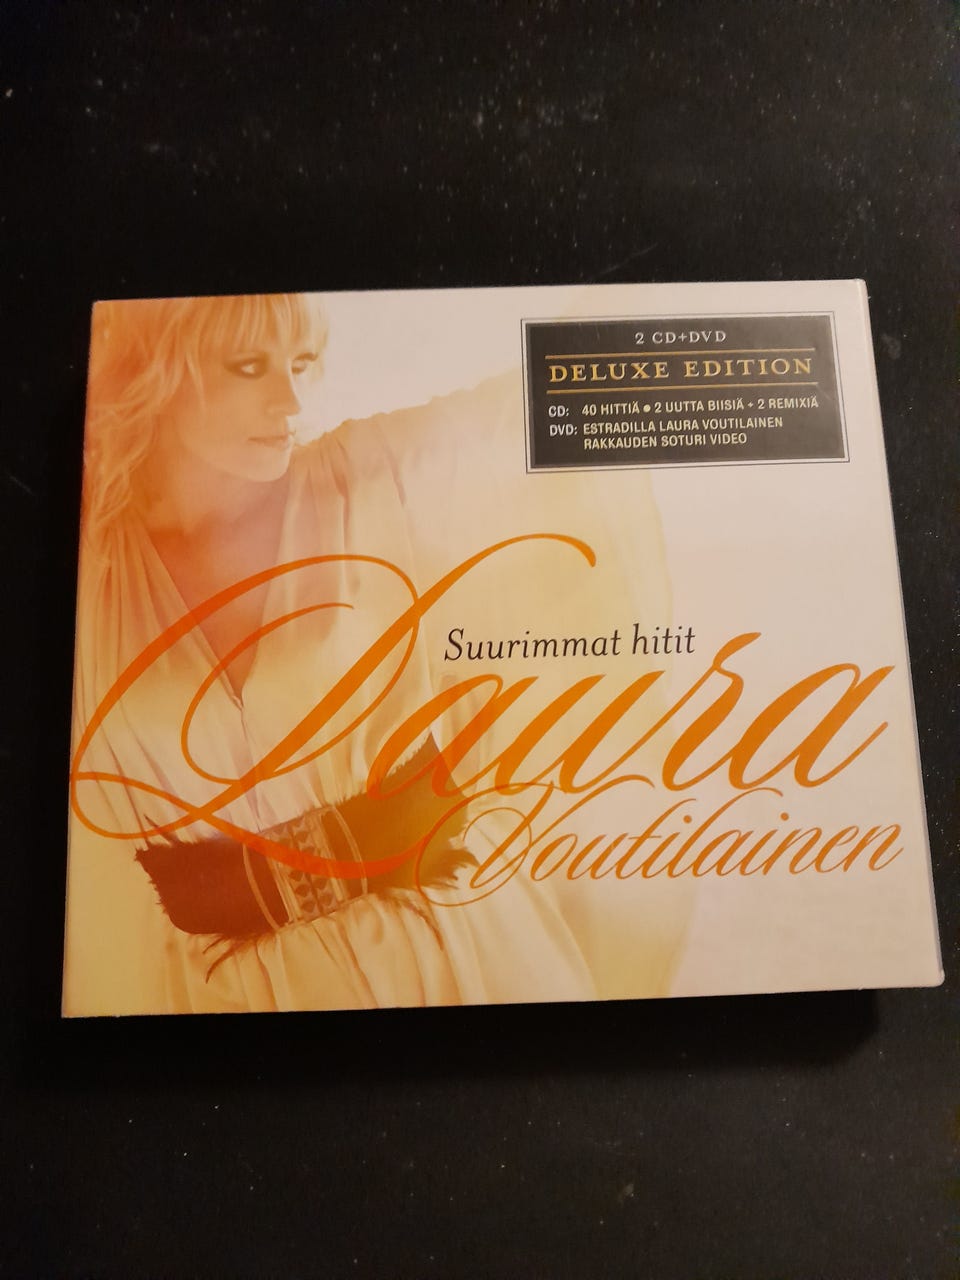 2 CD+DVD
DELUXE EDITION
CD: 40 HITTIÄ ● 2 UUTTA BIISIÄ + 2 REMIXIÄ
DVD: ESTRADILLA LAURA VOUTILAINEN
RAKKAUDEN SOTURI VIDEO
Suurimmat hitit
Laura
Voutilainen